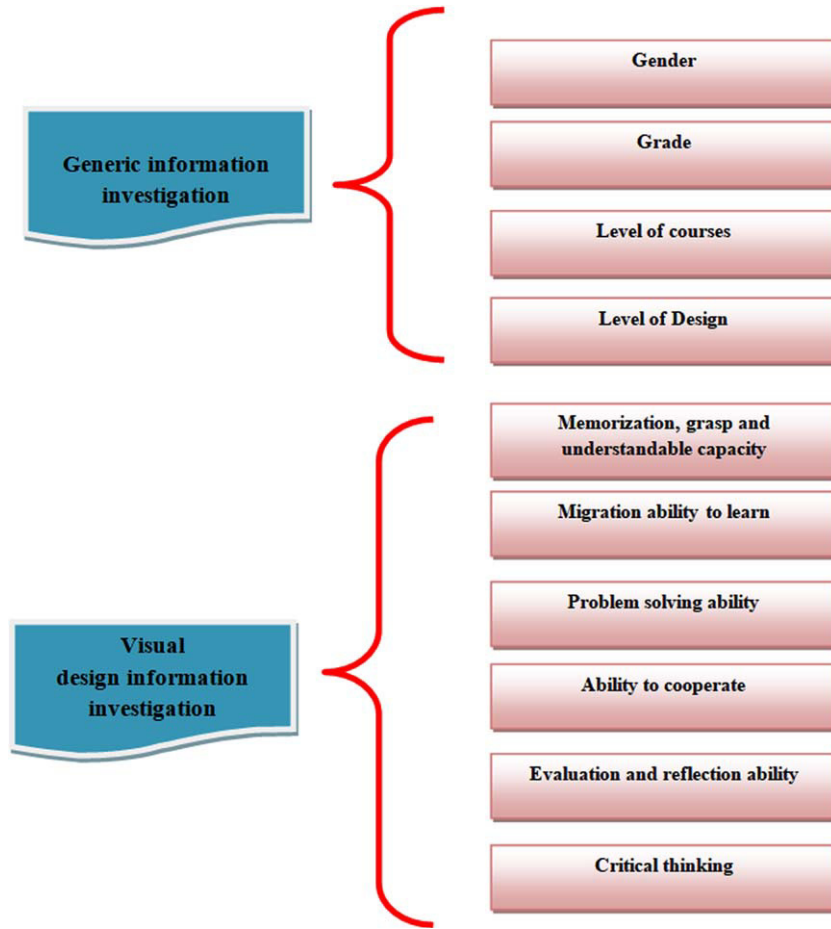 Generic information
investigation
Gender
Grade
Level of courses
Level of Design
Visual
design information
investigation
Memorization, grasp and
understandable capacity
Migration ability to learn
Problem solving ability
Ability to cooperate
Evaluation and reflection ability
Critical thinking